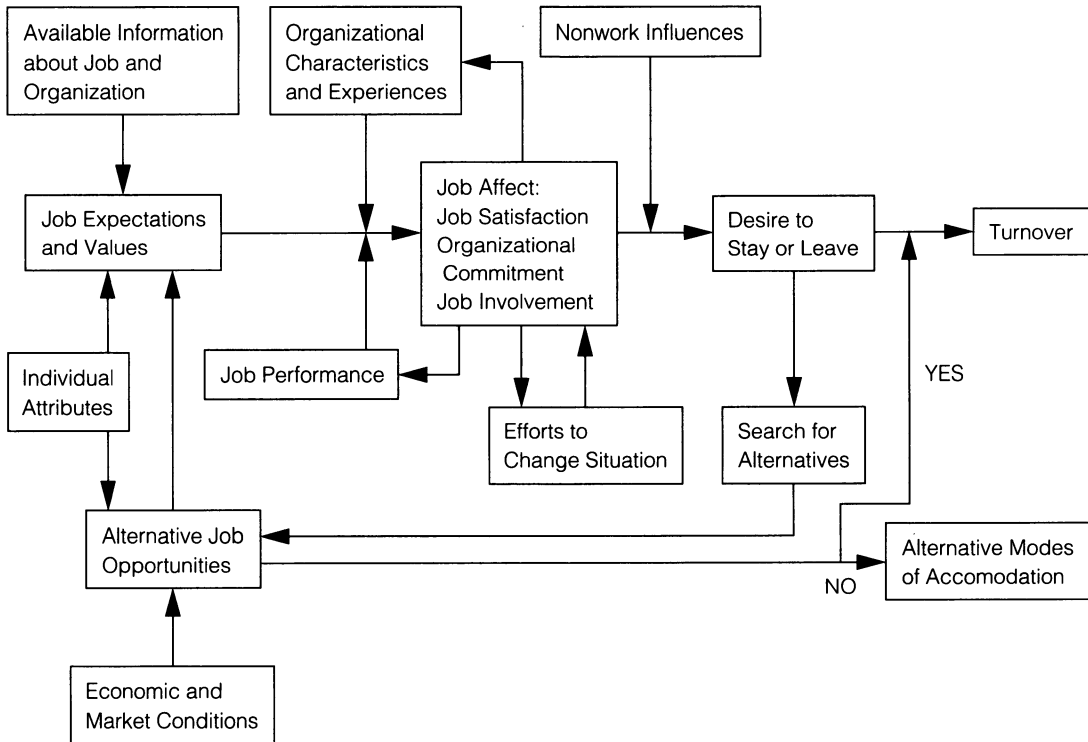 Available Information
about Job and
Organization
Organizational
Characteristics
and Experiences
Nonwork Influences
Job Expectations
and Values
Job Affect:
Job Satisfaction
Organizational
Commitment
Job Involvement
Desire to
Stay or Leave
Turnover
Individual
Attributes
Job Performance
YES
Efforts to
Change Situation
Search for
Alternatives
Alternative Job
Opportunities
NO
Alternative Modes
of Accomodation
Economic and
Market Conditions